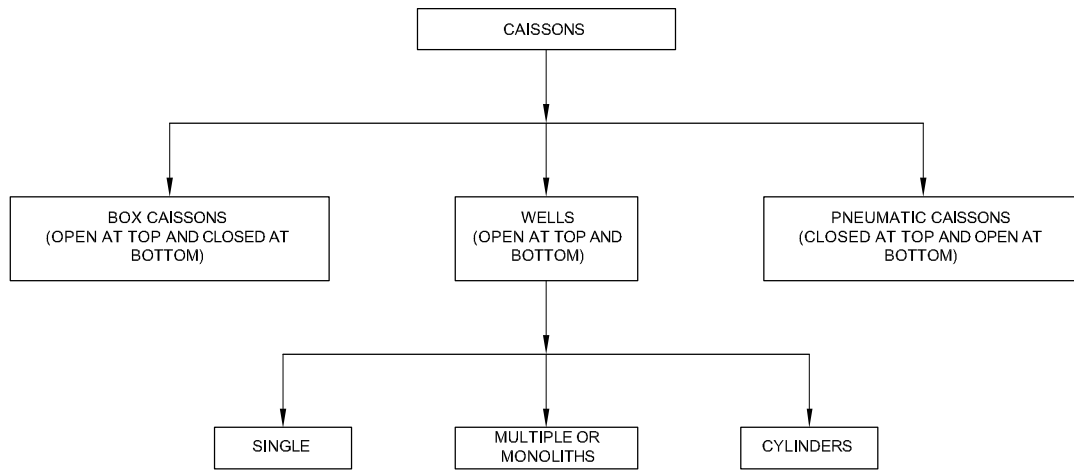 CAISSONS
BOX CAISSONS
(OPEN AT TOP AND CLOSED AT
BOTTOM)
WELLS
(OPEN AT TOP AND
BOTTOM)
PNEUMATIC CAISSONS
(CLOSED AT TOP AND OPEN AT
BOTTOM)
SINGLE
MULTIPLE OR
MONOLITHS
CYLINDERS